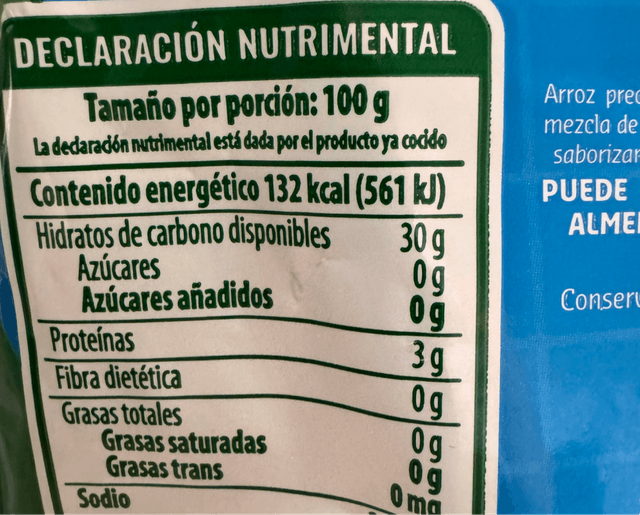 DECLARACIÓN NUTRIMENTAL
Tamaño por porción: 100 g
La declaración nutrimental está dada por el producto ya cocido
Contenido energético 132 kcal (561 kJ)
Hidratos de carbono disponibles 30 g
Azúcares 0 g
Azúcares añadidos 0 g
Proteínas 3 g
Fibra dietética 0 g
Grasas totales 0 g
Grasas saturadas 0 g
Grasas trans 0 mg
Sodio
Arroz
mezcla de
PUEDE